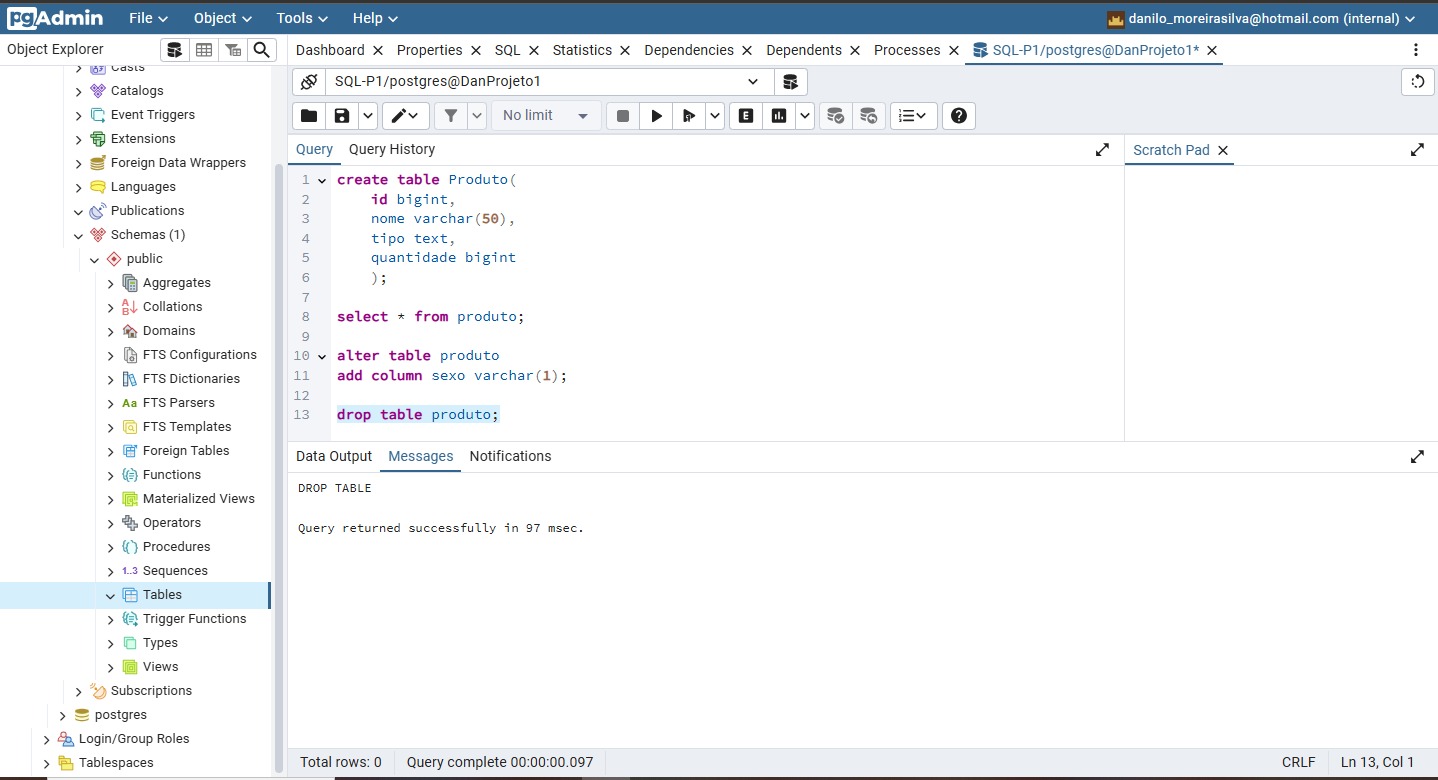 pgAdmin File Object Tools Help danilo_moreirasilva@hotmail.com (internal)
Object Explorer
Dashboard Properties SQL Statistics Dependencies Dependents Processes SQL-P1/postgres@DanProjeto1*
Casts
Catalogs
Event Triggers
Extensions
Foreign Data Wrappers
Languages
Publications
Schemas (1)
public
Aggregates
Collations
Domains
FTS Configurations
FTS Dictionaries
Aa FTS Parsers
FTS Templates
Foreign Tables
Functions
Materialized Views
Operators
Procedures
1..3 Sequences
Tables
Trigger Functions
Types
Views
Subscriptions
postgres
Login/Group Roles
Tablespaces
SQL-P1/postgres@DanProjeto1
No limit E
Query Query History
Scratch Pad
1 create table Produto(
2 id bigint,
3 nome varchar(50),
4 tipo text,
5 quantidade bigint
6 );
7
8 select * from produto;
9
10 alter table produto
11 add column sexo varchar(1);
12
13 drop table produto;
Data Output Messages Notifications
DROP TABLE
Query returned successfully in 97 msec.
Total rows: 0 Query complete 00:00:00.097 CRLF Ln 13, Col 1